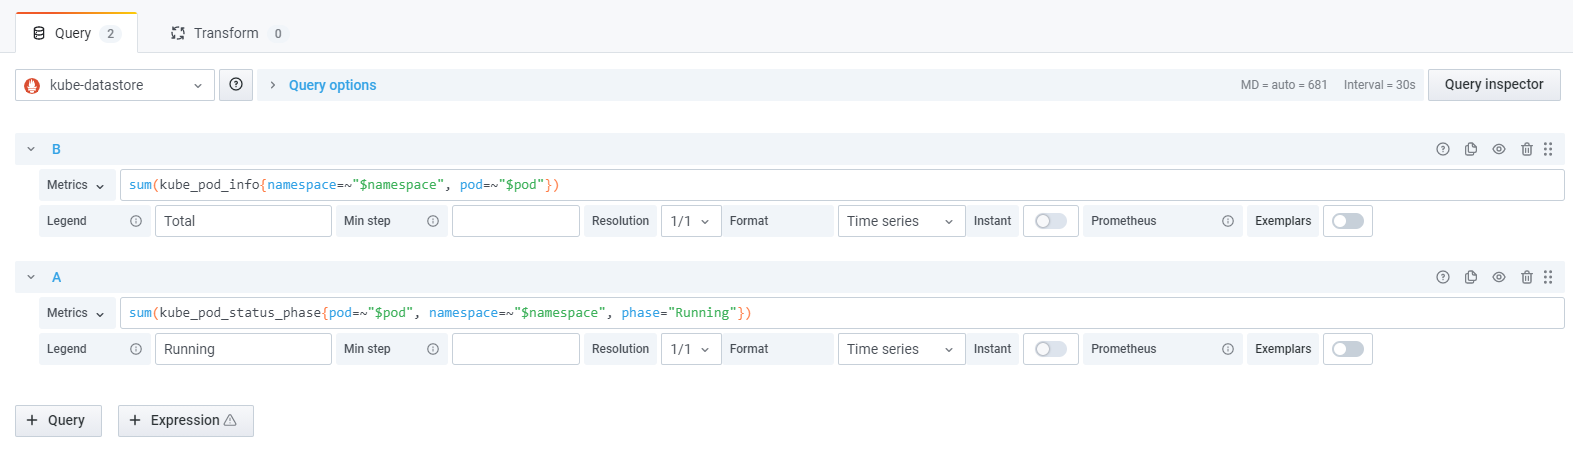 Query 2 Transform 0
kube-datastore Query options MD = auto = 681 Interval = 30s Query inspector
B
Metrics sum(kube_pod_info{namespace=~"$namespace", pod=~"$pod"})
Legend Total Min step Resolution 1/1 Format Time series Instant Prometheus Exemplars
A
Metrics sum(kube_pod_status_phase{pod=~"$pod", namespace=~"$namespace", phase="Running"})
Legend Running Min step Resolution 1/1 Format Time series Instant Prometheus Exemplars
+ Query + Expression